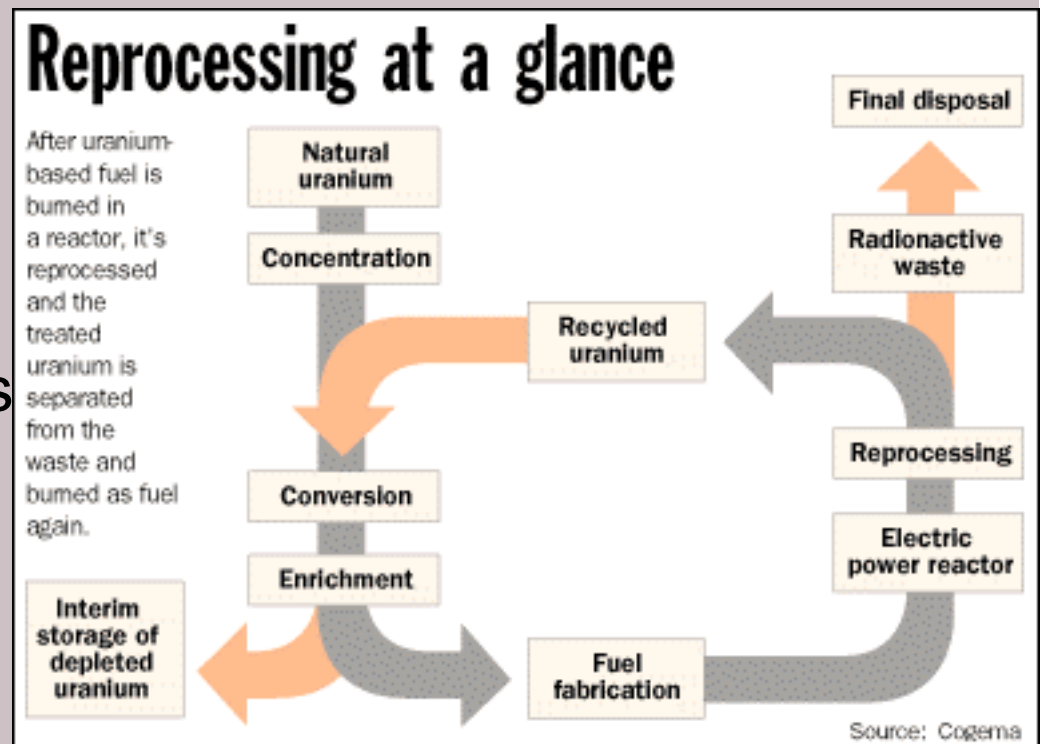 Reprocessing at a glance
After uranium-
based fuel is
burned in
a reactor, it's
reprocessed
and the
treated
uranium is
separated
from the
waste and
burned as fuel
again.
Natural
uranium
Concentration
Recycled
uranium
Conversion
Enrichment
Interim
storage of
depleted
uranium
Fuel
fabrication
Final disposal
Radionactive
waste
Reprocessing
Electric
power reactor
Source: Cogema
s